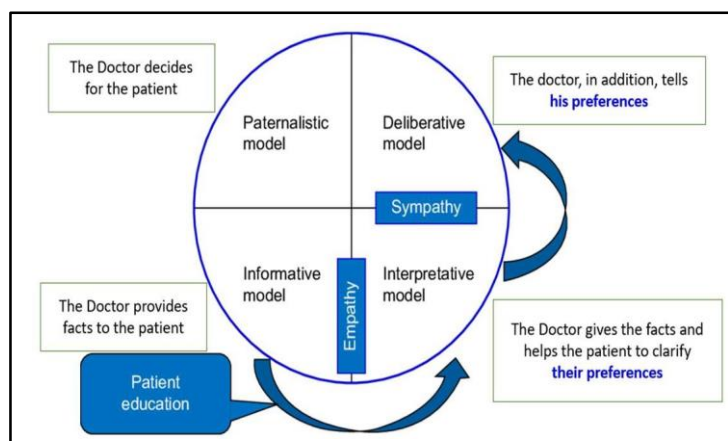 The Doctor decides
for the patient
Paternalistic
model
Deliberative
model
The doctor, in addition, tells
his preferences
Sympathy
Informative
model
Empathy
Interpretative
model
The Doctor provides
facts to the patient
The Doctor gives the facts and
helps the patient to clarify
their preferences
Patient
education